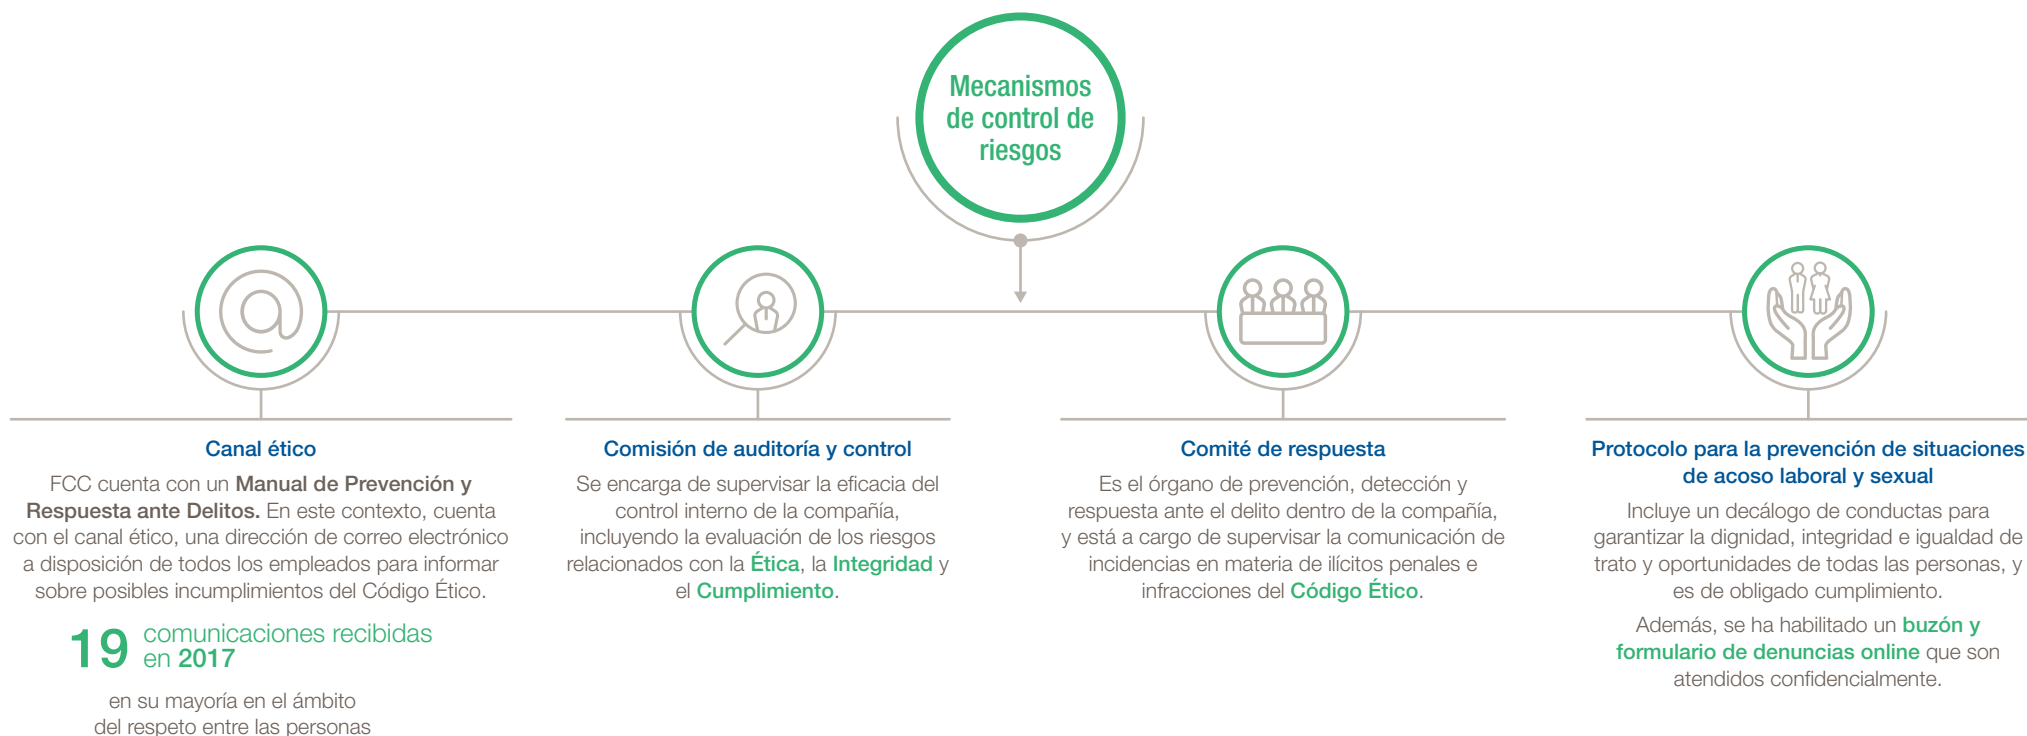 Mecanismos
de control de
riesgos
Canal ético
FCC cuenta con un Manual de Prevención y
Respuesta ante Delitos. En este contexto, cuenta
con el canal ético, una dirección de correo electrónico
a disposición de todos los empleados para informar
sobre posibles incumplimientos del Código Ético.
19 comunicaciones recibidas
en 2017
en su mayoría en el ámbito
del respeto entre las personas
Comisión de auditoría y control
Se encarga de supervisar la eficacia del
control interno de la compañía,
incluyendo la evaluación de los riesgos
relacionados con la Ética, la Integridad y
el Cumplimiento.
Comité de respuesta
Es el órgano de prevención, detección y
respuesta ante el delito dentro de la compañía,
y está a cargo de supervisar la comunicación de
incidencias en materia de ilícitos penales e
infracciones del Código Ético.
Protocolo para la prevención de situaciones
de acoso laboral y sexual
Incluye un decálogo de conductas para
garantizar la dignidad, integridad e igualdad de
trato y oportunidades de todas las personas, y
es de obligado cumplimiento.
Además, se ha habilitado un buzón y
formulario de denuncias online que son
atendidos confidencialmente.